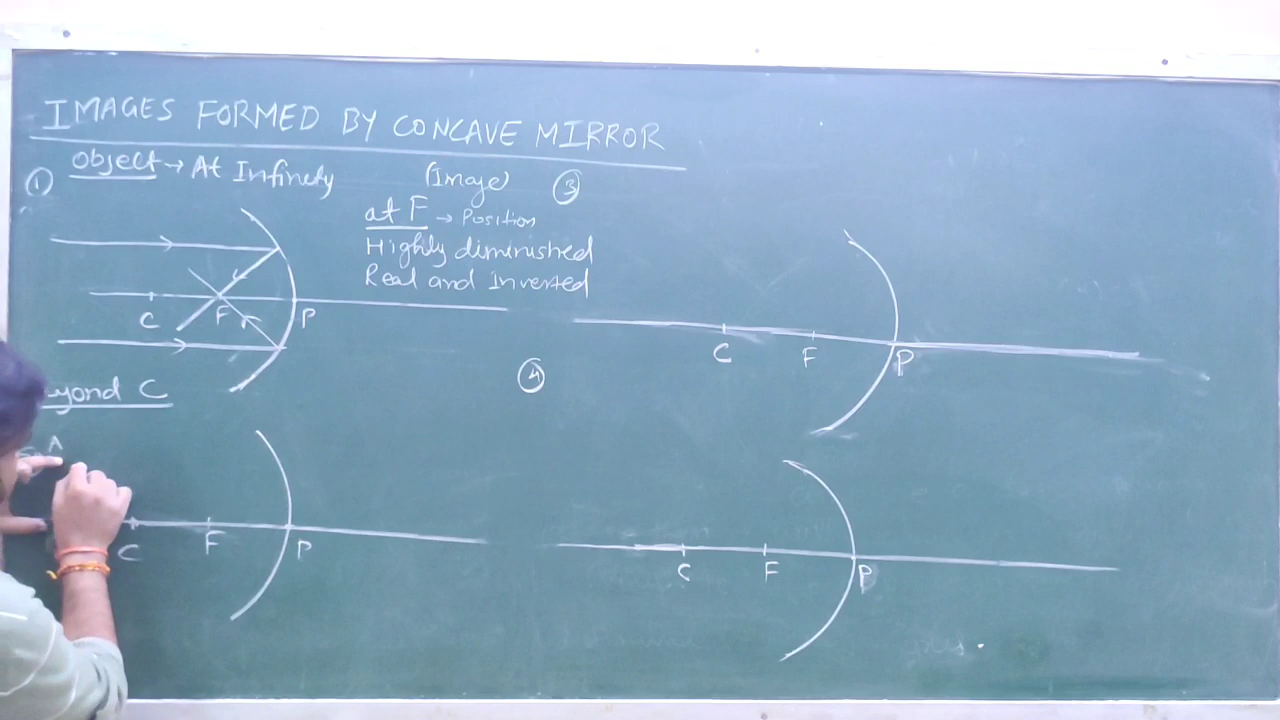 IMAGES FORMED BY CONCAVE MIRROR
① Object → At Infinity
(Image)
at F → Position
Highly diminished
Real and Inverted
C F P
③
C F P
yond C
A
C F P
④
C F P